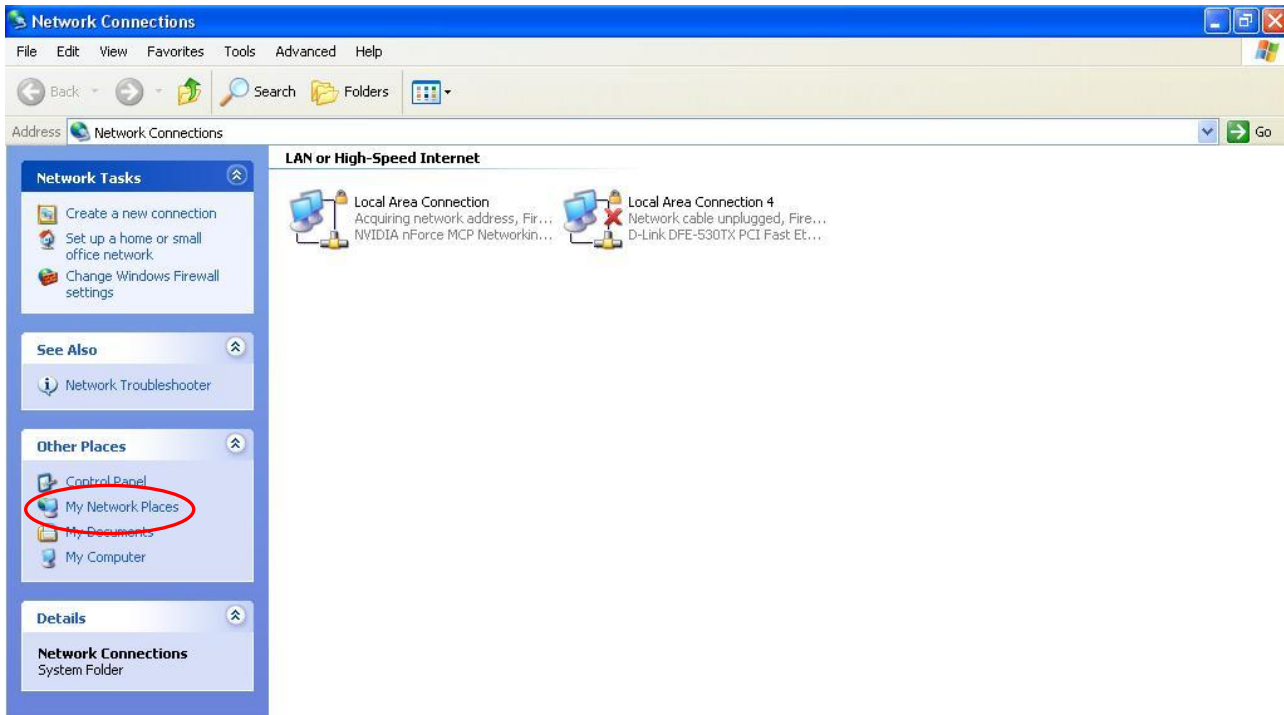 Network Connections
File Edit View Favorites Tools Advanced Help
Back Search Folders
Address Network Connections Go
Network Tasks
Create a new connection
Set up a home or small
office network
Change Windows Firewall
settings
See Also
Network Troubleshooter
Other Places
Control Panel
My Network Places
My Documents
My Computer
Details
Network Connections
System Folder
LAN or High-Speed Internet
Local Area Connection
Acquiring network address, Fir...
NVIDIA nForce MCP Networkin...
Local Area Connection 4
Network cable unplugged, Fire...
D-Link DFE-530TX PCI Fast Et...